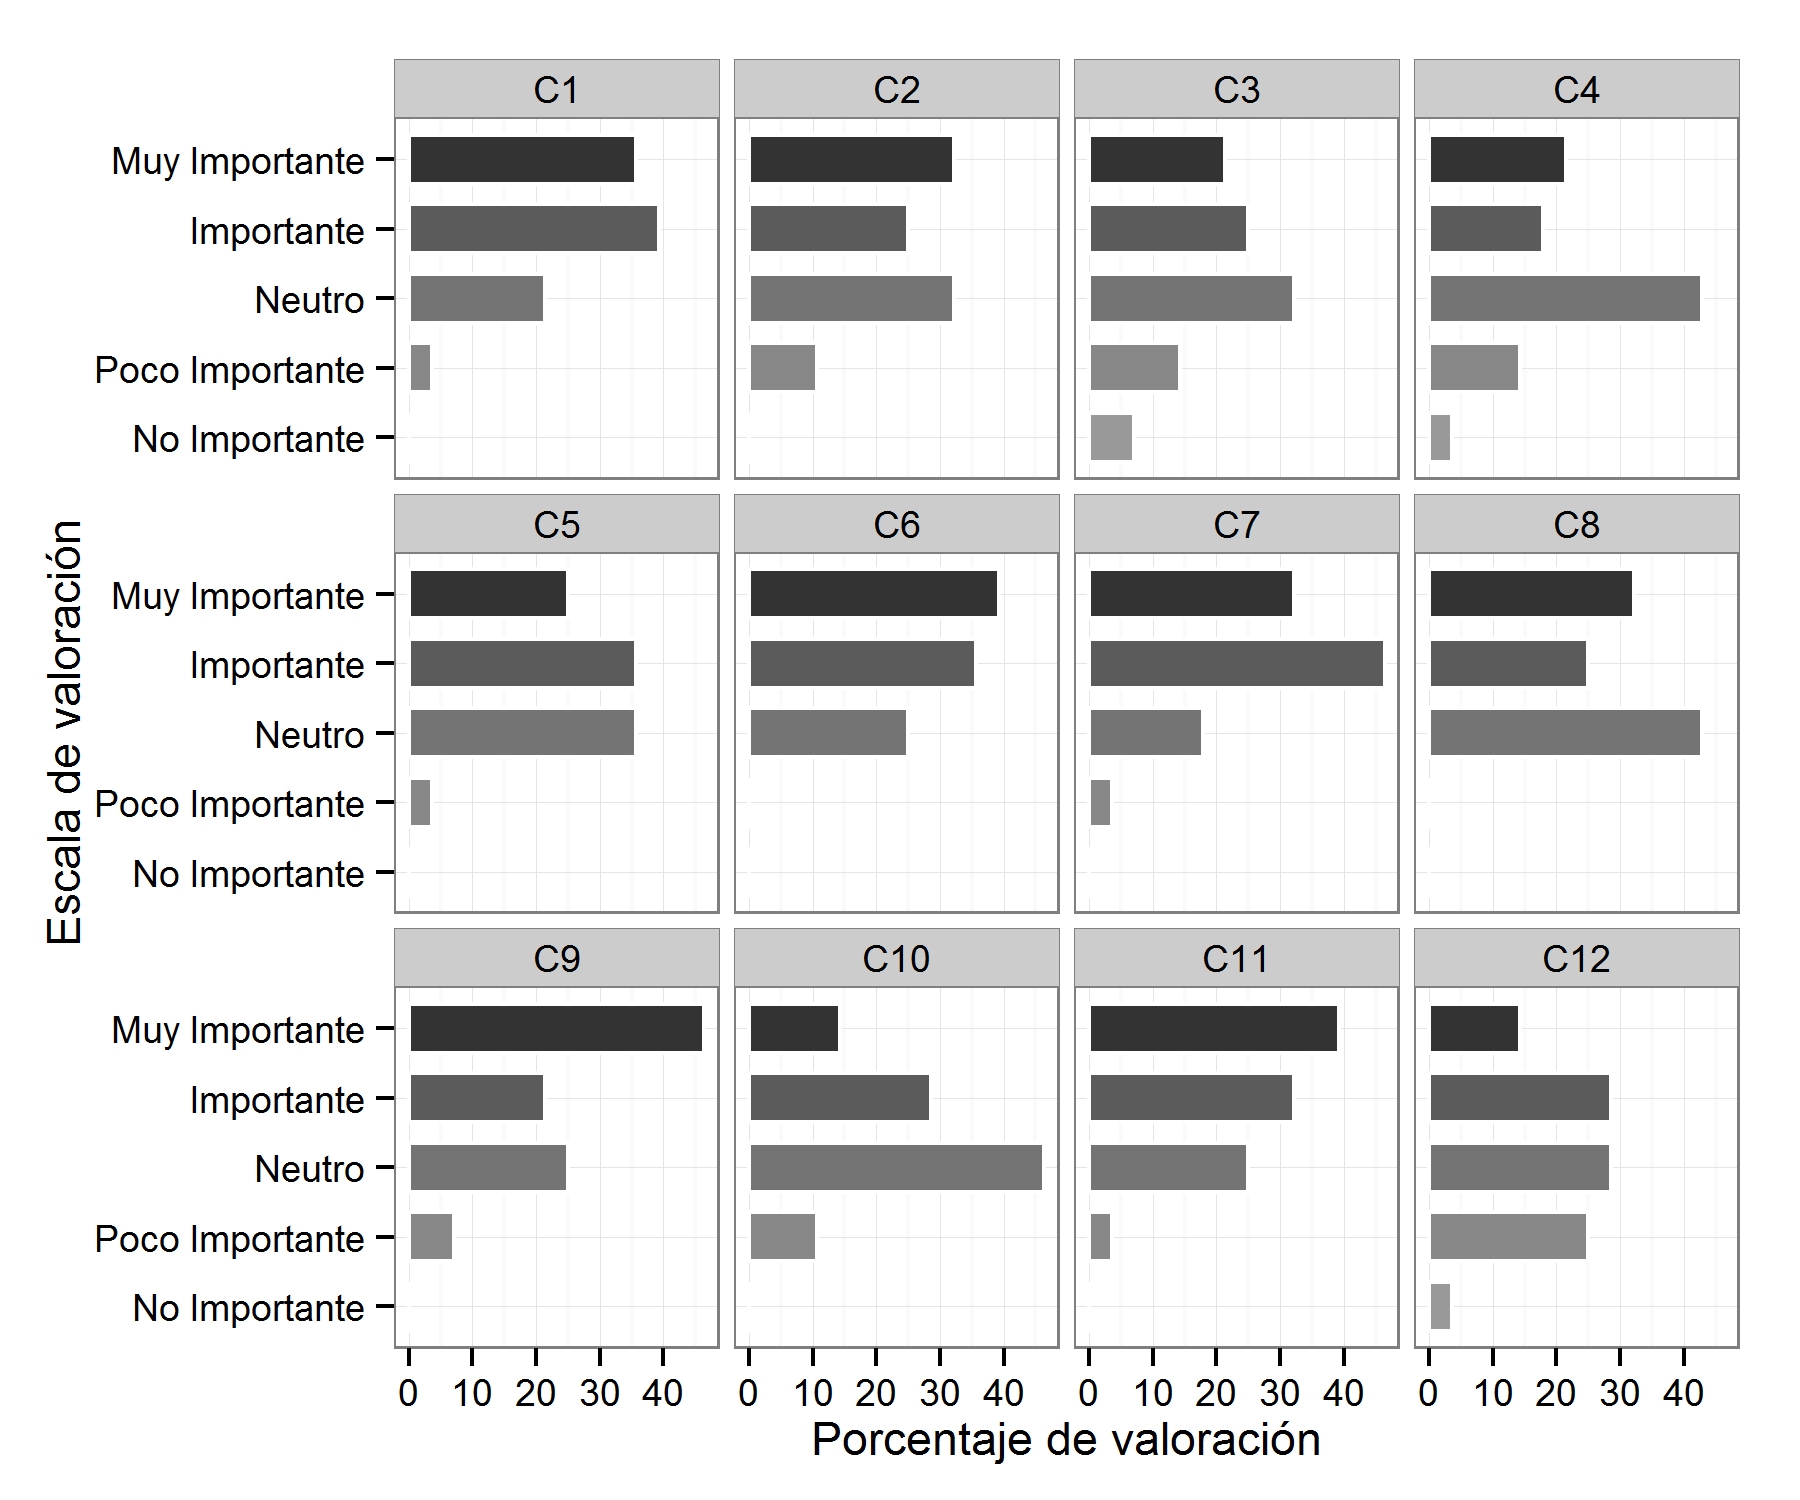 C1 C2 C3 C4
Muy Importante
Importante
Neutro
Poco Importante
No Importante
C5 C6 C7 C8
Muy Importante
Importante
Neutro
Poco Importante
No Importante
C9 C10 C11 C12
Muy Importante
Importante
Neutro
Poco Importante
No Importante
0 10 20 30 40 0 10 20 30 40 0 10 20 30 40 0 10 20 30 40
Porcentaje de valoración
Escala de valoración